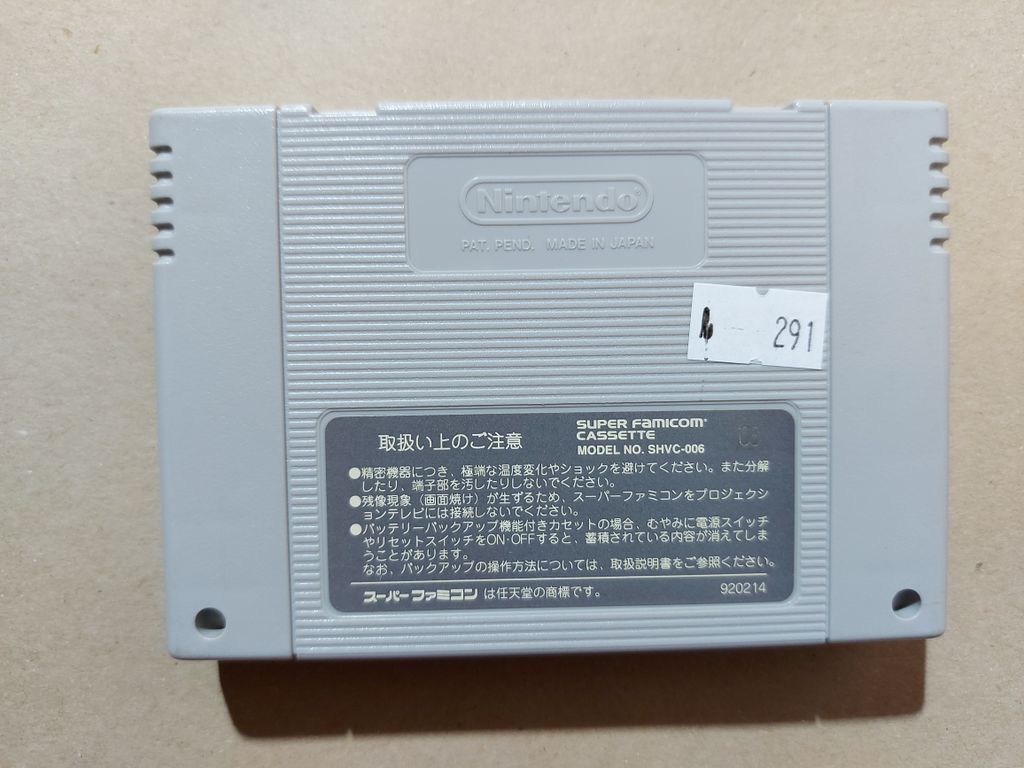 Nintendo®
PAT. PEND. MADE IN JAPAN
291
取扱い上のご注意
SUPER FAMICOM
CASSETTE
MODEL NO. SHVC-006
●精密機器につき、極端な温度変化やショックを避けてください。また分解
したり、端子部を汚したりしないでください。
●残像現象(画面焼け)が生ずるため、スーパーファミコンをプロジェクシ
ョンテレビには接続しないでください。
●バッテリーバックアップ機能付きカセットの場合、むやみに電源スイッチ
やリセットスイッチをON・OFFすると、蓄積されている内容が消えてしま
うことがあります。
なお、バックアップの操作方法については、取扱説明書をご参照ください。
スーパーファミコンは任天堂の商標です。
920214